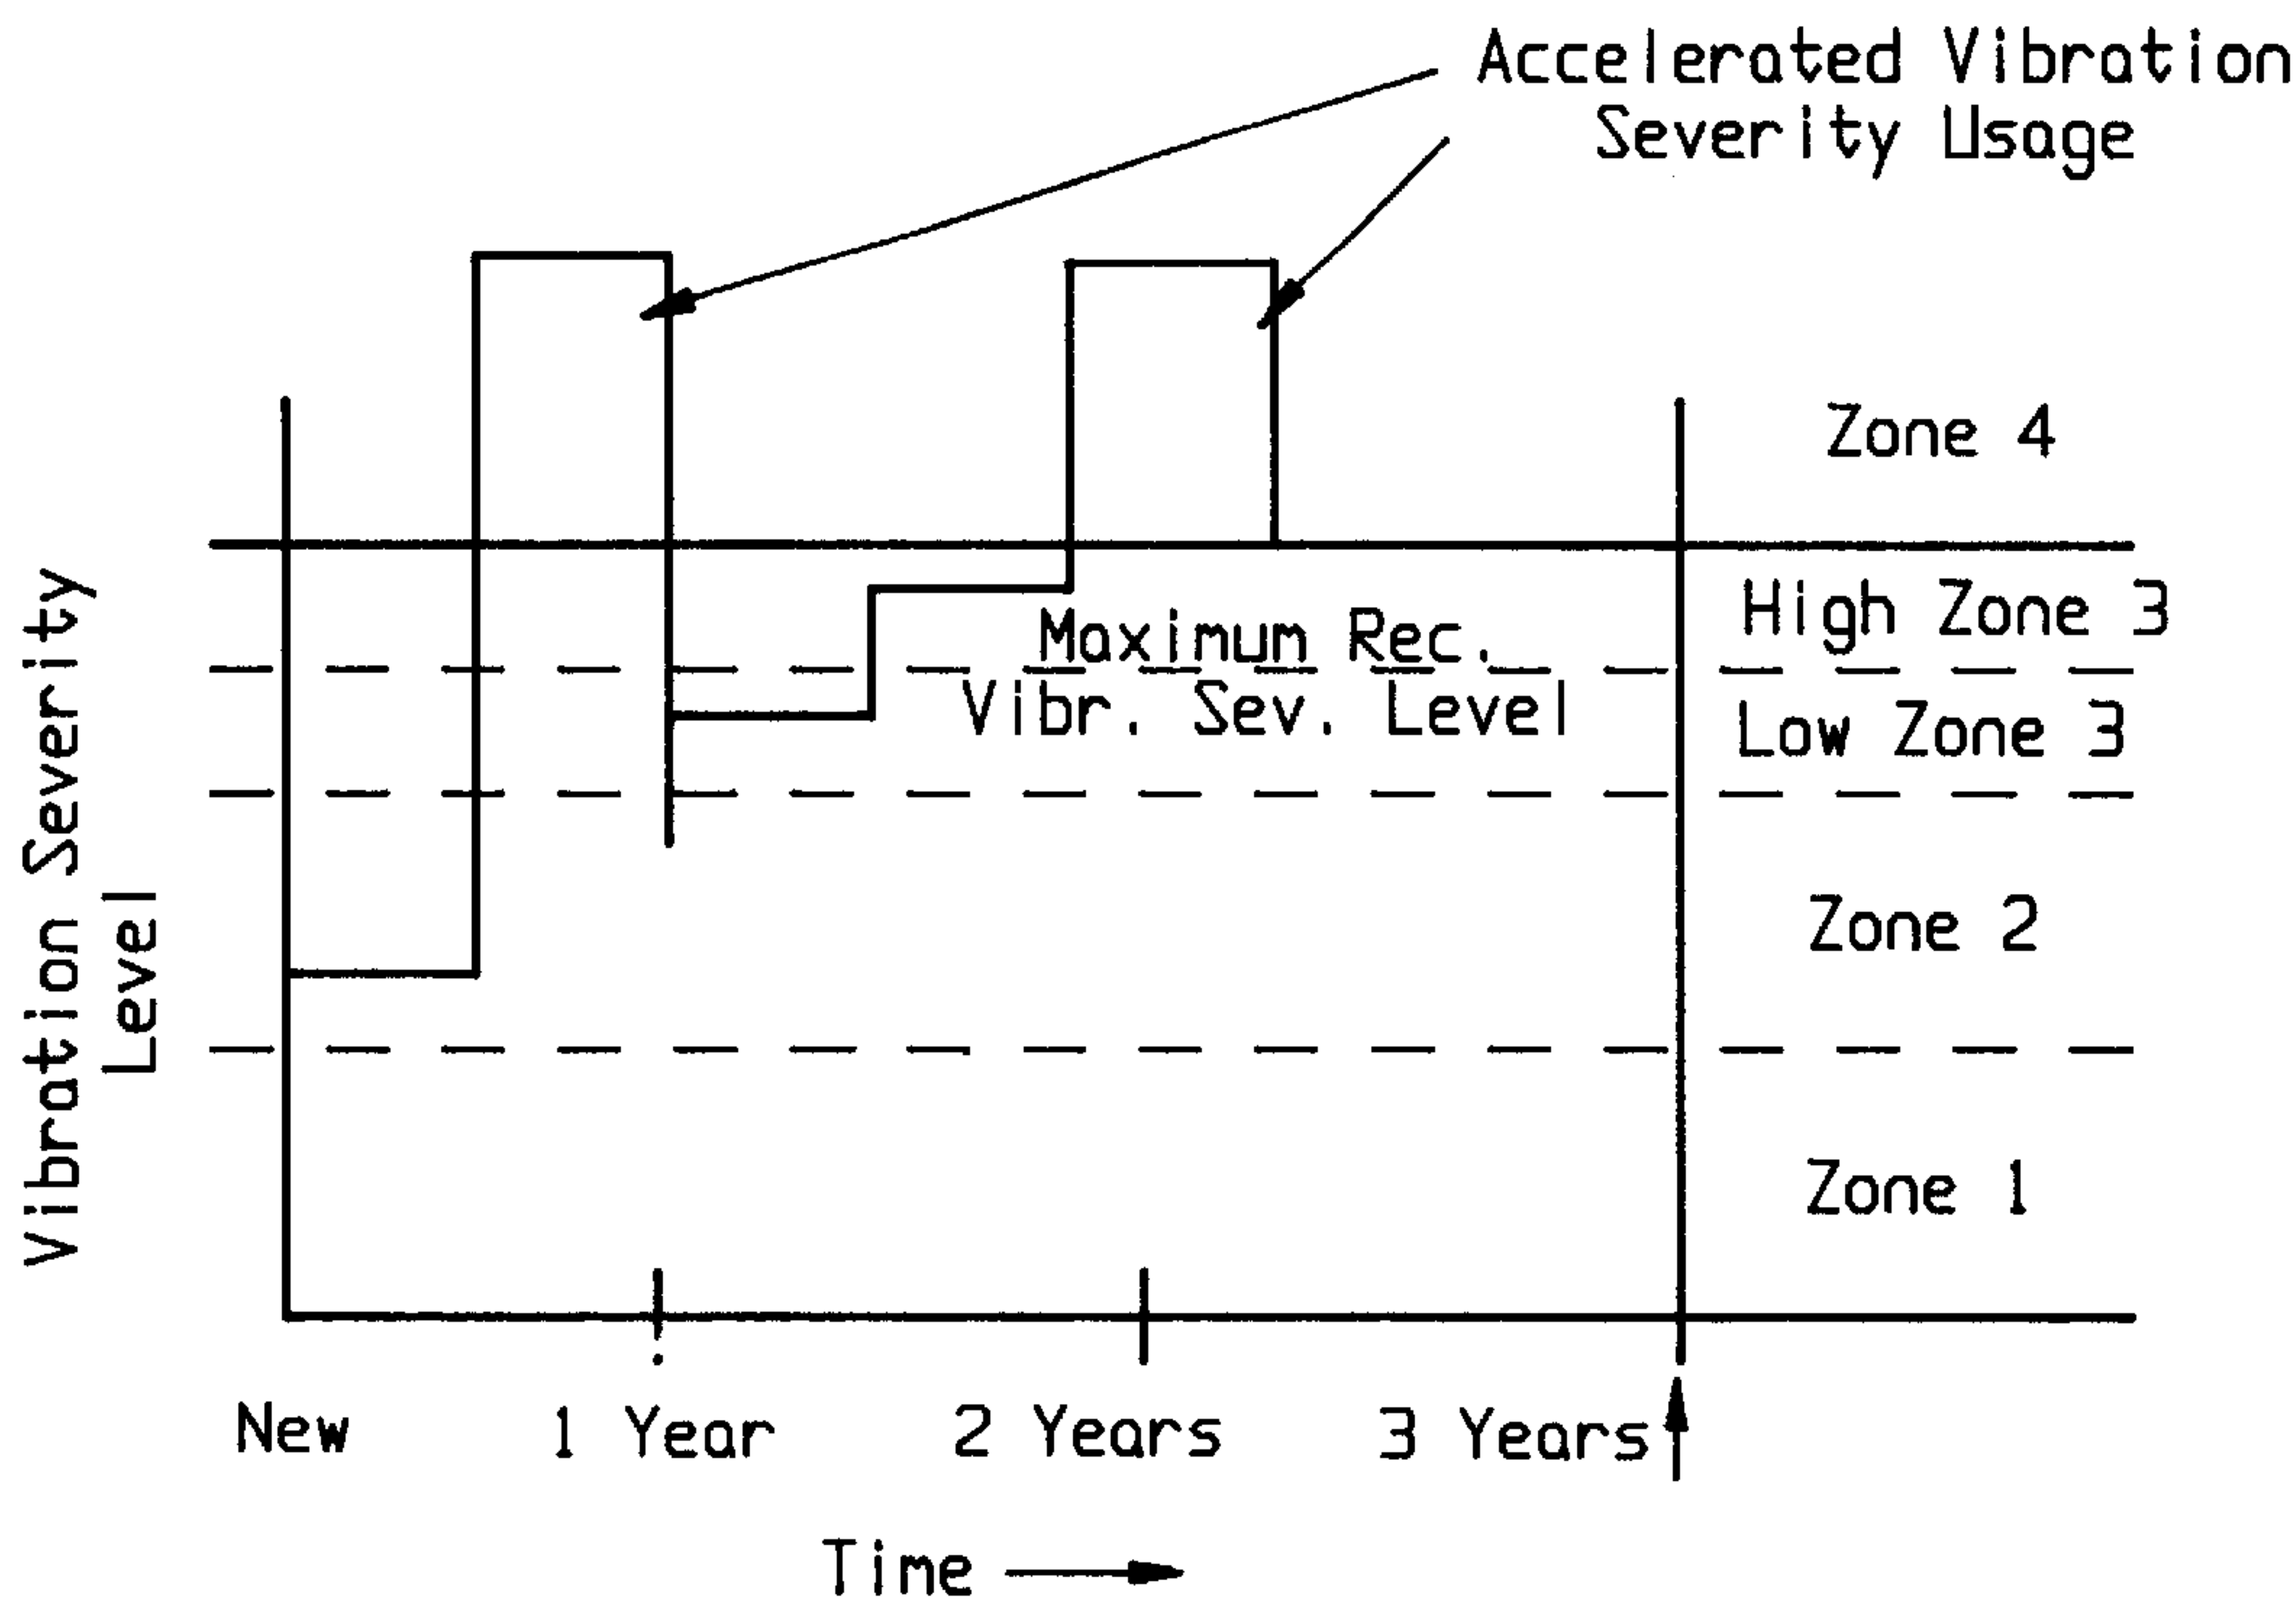 Accelerated Vibration
Severity Usage
Zone 4
High Zone 3
Maximum Rec.
Vibr. Sev. Level
Low Zone 3
Zone 2
Zone 1
Vibration Severity
Level
New
1 Year
2 Years
3 Years
Time